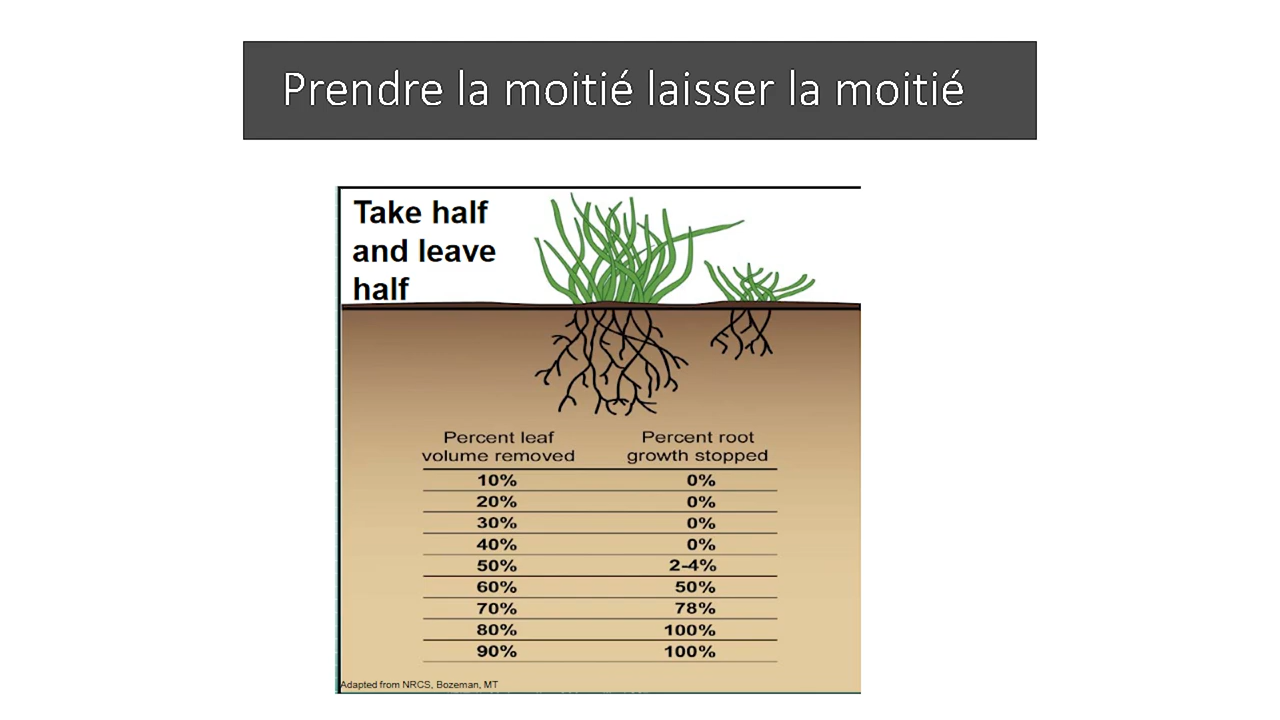 Prendre la moitié laisser la moitié
Take half
and leave
half
Percent leaf volume removed Percent root growth stopped
10% 0%
20% 0%
30% 0%
40% 0%
50% 2-4%
60% 50%
70% 78%
80% 100%
90% 100%
Adapted from NRCS, Bozeman, MT